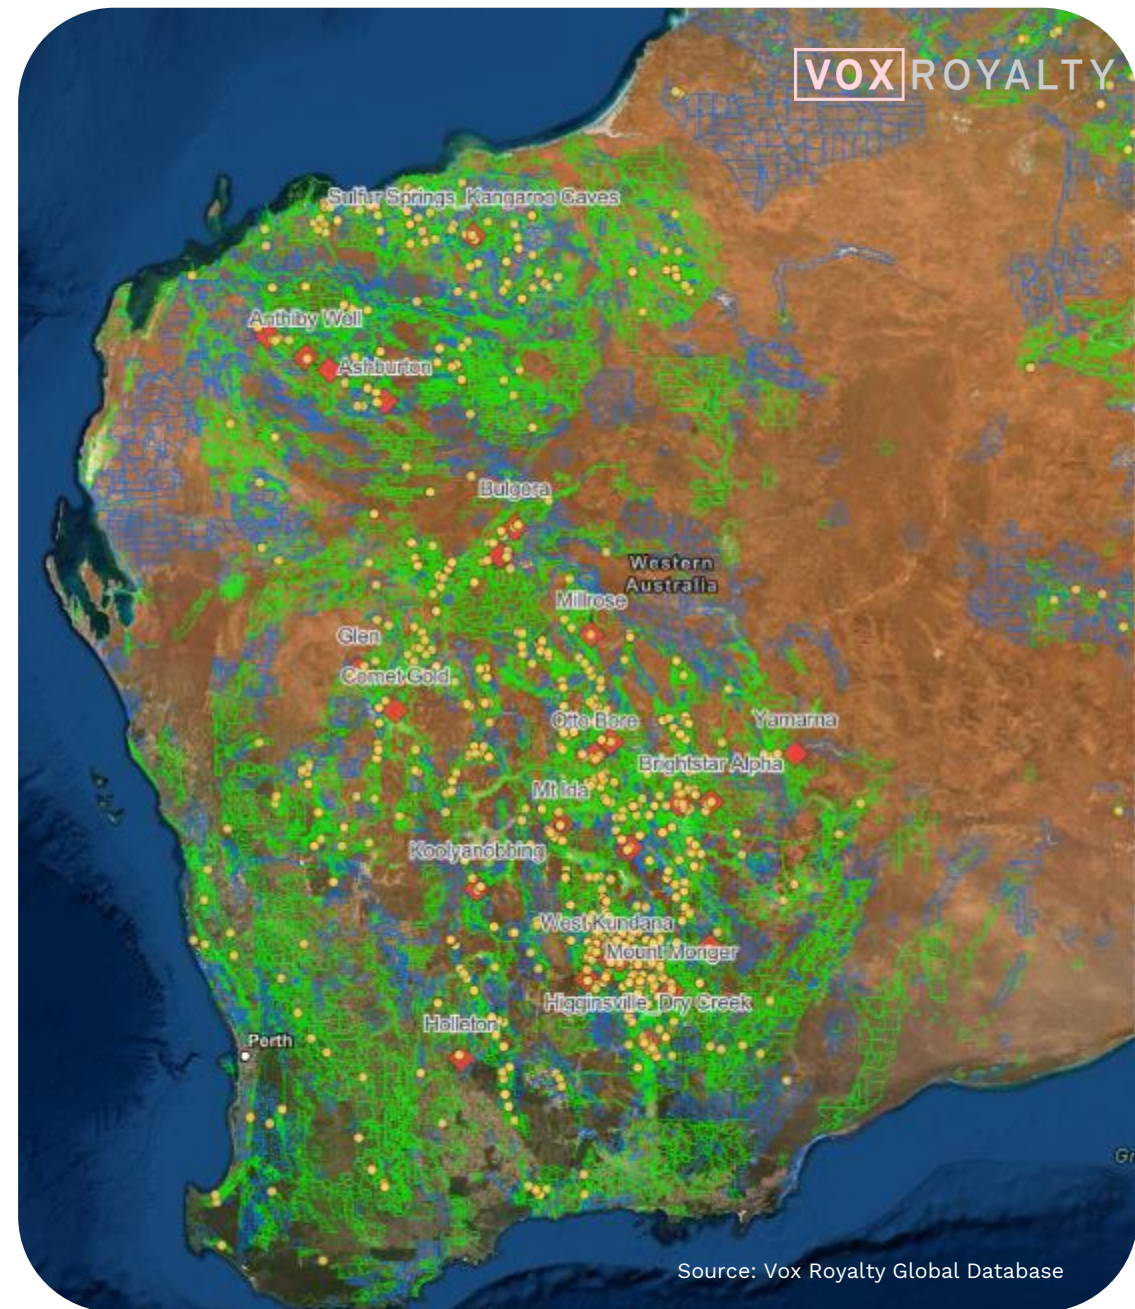 VOX ROYALTY
Sulfur Springs_Kangaroo Caves
Anthiby Well
Ashburton
Bulgera
Western
Australia
Millrose
Glen
Comet Gold
Otto Bore
Yamarna
Brightstar Alpha
Mt Ida
Koolyanobbing
West Kundana
Mount Monger
Higginsville_Dry Creek
Holleton
Perth
Gr
Source: Vox Royalty Global Database